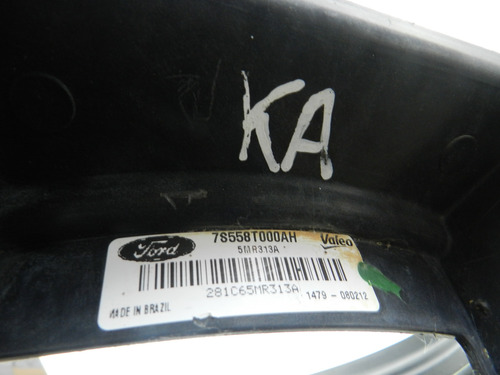 KA
Ford 7S558T000AH Valeo
5MR313A
281C65MR313A
1479 - 080212
MADE IN BRAZIL